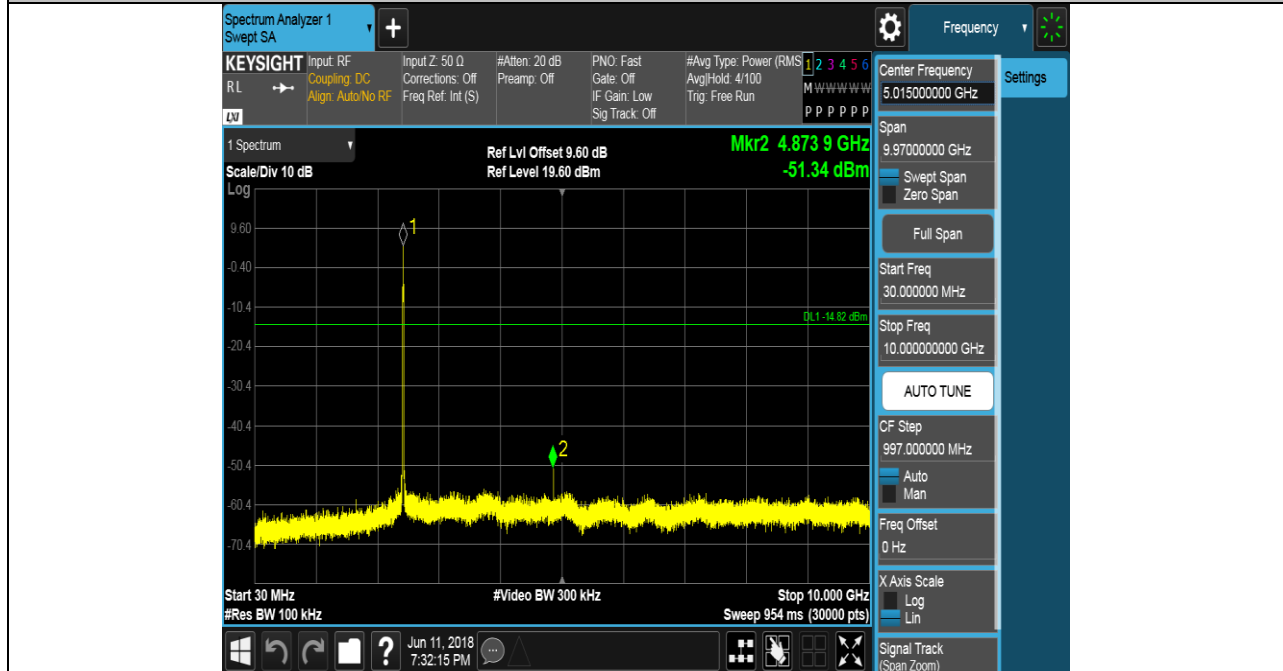 Spectrum Analyzer 1
Swept SA
+
Frequency
KEYSIGHT
RL
LXI
Input: RF
Coupling: DC
Align: Auto/No RF
Input Z: 50 Ω
Corrections: Off
Freq Ref: Int (S)
#Atten: 20 dB
Preamp: Off
PNO: Fast
Gate: Off
IF Gain: Low
Sig Track: Off
#Avg Type: Power (RMS
Avg|Hold: 4/100
Trig: Free Run
1 2 3 4 5 6
M W W W W W
P P P P P P
Settings
Center Frequency
5.015000000 GHz
Span
9.97000000 GHz
Swept Span
Zero Span
Full Span
Start Freq
30.000000 MHz
Stop Freq
10.000000000 GHz
AUTO TUNE
CF Step
997.000000 MHz
Auto
Man
Freq Offset
0 Hz
X Axis Scale
Log
Lin
Signal Track
(Span Zoom)
1 Spectrum
Scale/Div 10 dB
Log
Ref Lvl Offset 9.60 dB
Ref Level 19.60 dBm
Mkr2 4.873 9 GHz
-51.34 dBm
9.60
-0.40
-10.4
-20.4
-30.4
-40.4
-50.4
-60.4
-70.4
1
DL1 -14.82 dBm
2
Start 30 MHz
#Res BW 100 kHz
#Video BW 300 kHz
Stop 10.000 GHz
Sweep 954 ms (30000 pts)
?
Jun 11, 2018
7:32:15 PM